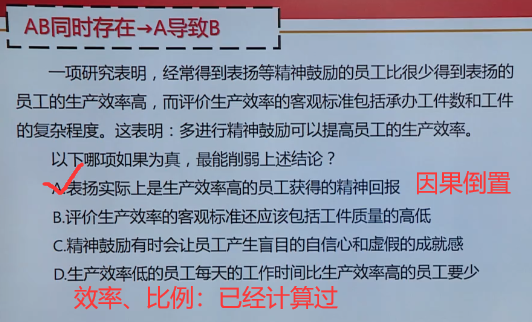 AB同时存在→A导致B
一项研究表明，经常得到表扬等精神鼓励的员工比很少得到表扬的
员工的生产效率高，而评价生产效率的客观标准包括承办工件数和工件
的复杂程度。这表明：多进行精神鼓励可以提高员工的生产效率。
以下哪项如果为真，最能削弱上述结论？
A.表扬实际上是生产效率高的员工获得的精神回报 因果倒置
B.评价生产效率的客观标准还应该包括工件质量的高低
C.精神鼓励有时会让员工产生盲目的自信心和虚假的成就感
D.生产效率低的员工每天的工作时间比生产效率高的员工要少
效率、比例：已经计算过